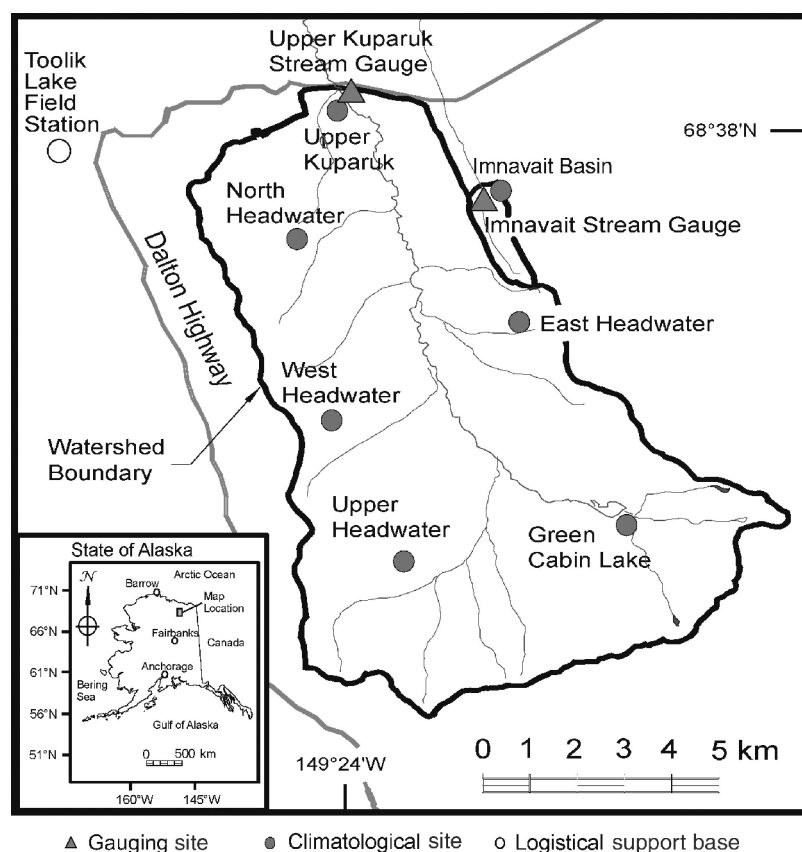 Upper Kuparuk
Stream Gauge
Toolik
Lake
Field
Station
68°38'N
Upper
Kuparuk
Imnavait Basin
North
Headwater
Imnavait Stream Gauge
Dalton Highway
East Headwater
West
Headwater
Watershed
Boundary
Upper
Headwater
Green
Cabin Lake
State of Alaska
N
Arctic Ocean
Barrow
71°N
Map
Location
66°N
Fairbanks
Canada
61°N
Anchorage
Bering
Sea
56°N
Gulf of Alaska
51°N
0 500 km
160°W 145°W
149°24'W
0 1 2 3 4 5 km
Gauging site Climatological site Logistical support base